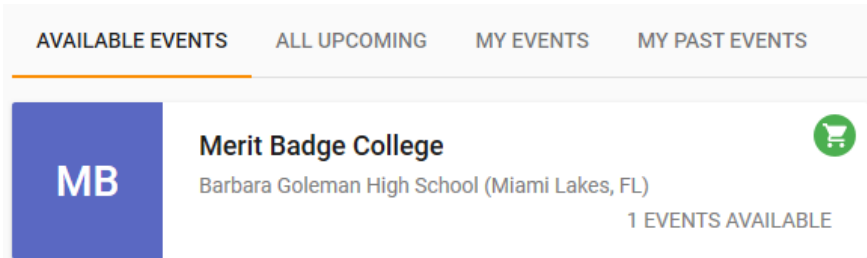 AVAILABLE EVENTS ALL UPCOMING MY EVENTS MY PAST EVENTS
MB
Merit Badge College
Barbara Goleman High School (Miami Lakes, FL)
1 EVENTS AVAILABLE